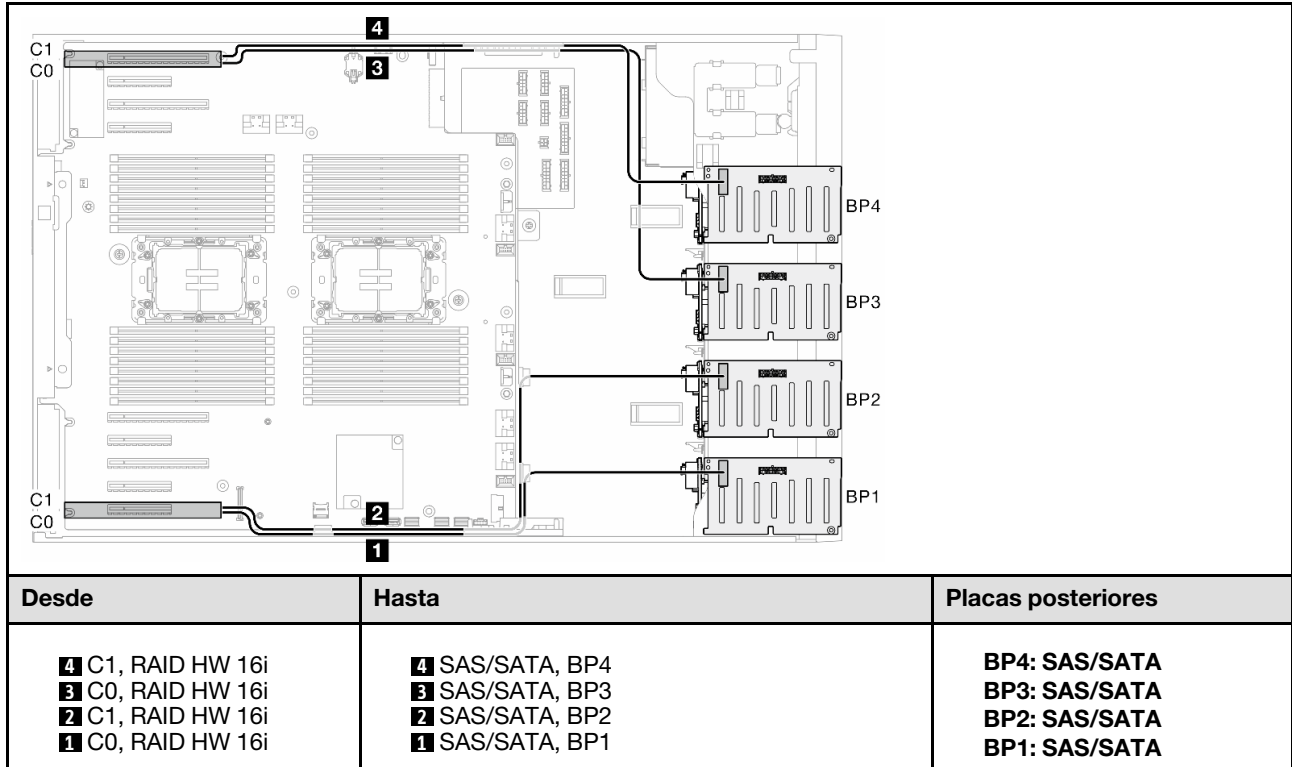 4
C1
C0
3
BP4
BP3
BP2
BP1
C1
C0
2
1
Desde Hasta Placas posteriores
4 C1, RAID HW 16i
3 C0, RAID HW 16i
2 C1, RAID HW 16i
1 C0, RAID HW 16i
4 SAS/SATA, BP4
3 SAS/SATA, BP3
2 SAS/SATA, BP2
1 SAS/SATA, BP1
BP4: SAS/SATA
BP3: SAS/SATA
BP2: SAS/SATA
BP1: SAS/SATA